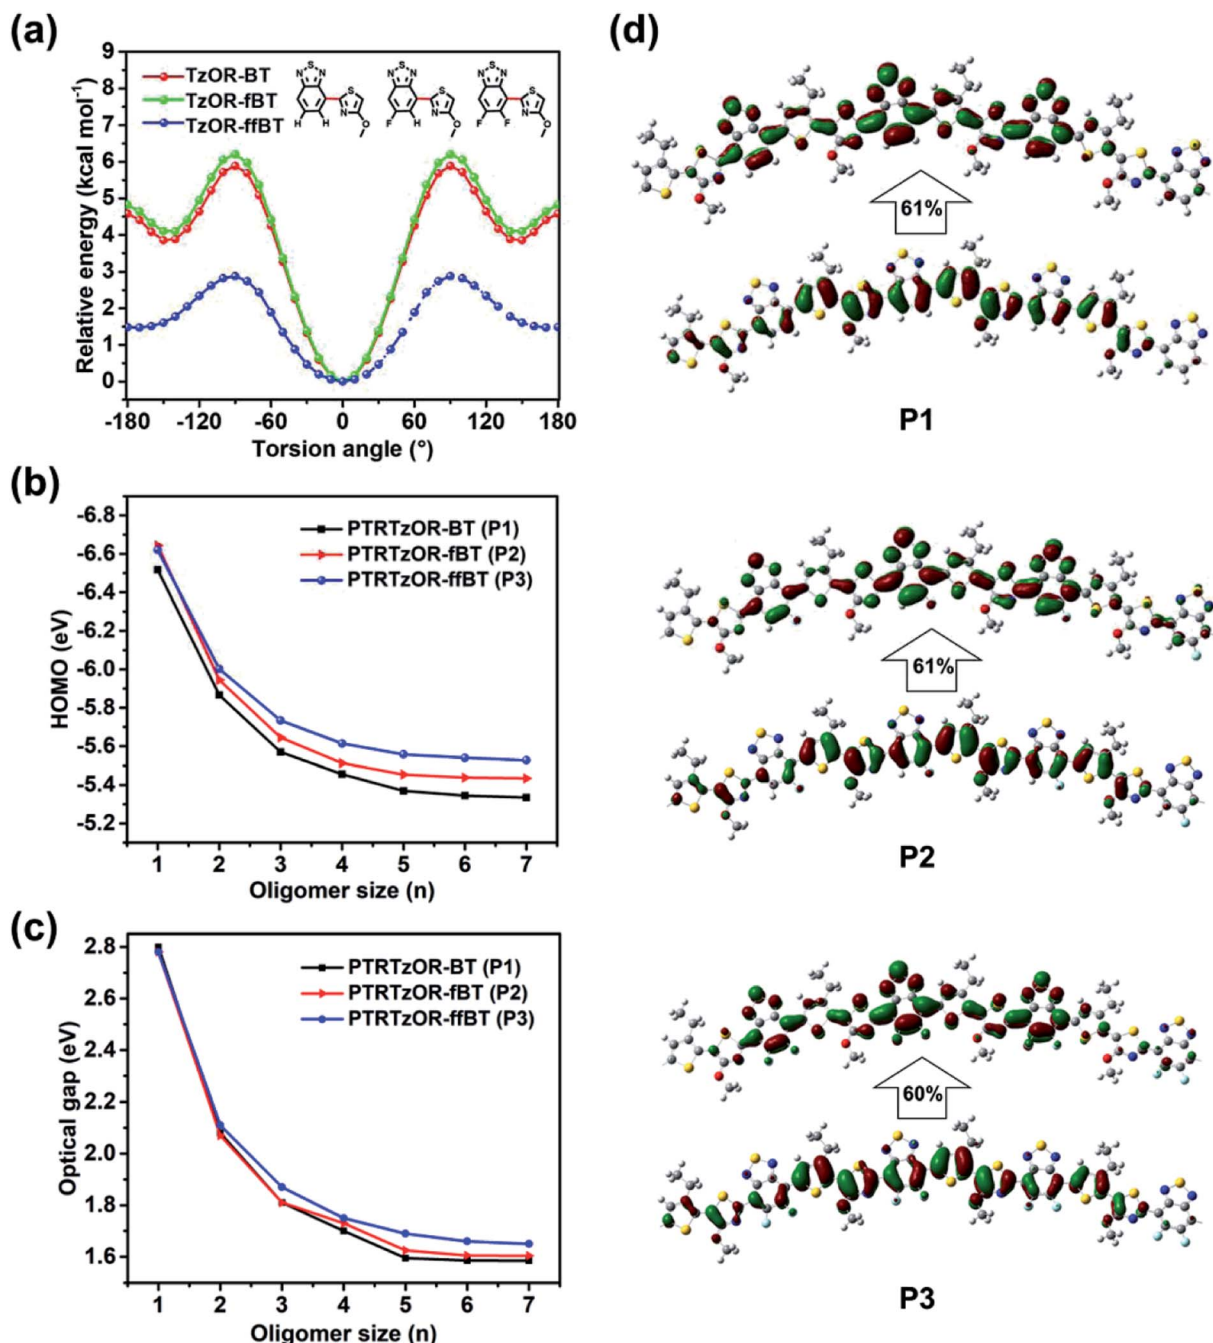 (a)
9
8
7
6
5
4
3
2
1
0
Relative energy (kcal mol⁻¹)
TzOR-BT
TzOR-fBT
TzOR-ffBT
S
N N
S
N
H H O
S
N N
S
N
F H O
S
N N
S
N
F F O
-180 -120 -60 0 60 120 180
Torsion angle (°)
(b)
-6.8
-6.6
-6.4
-6.2
-6.0
-5.8
-5.6
-5.4
-5.2
HOMO (eV)
PTRTzOR-BT (P1)
PTRTzOR-fBT (P2)
PTRTzOR-ffBT (P3)
1 2 3 4 5 6 7
Oligomer size (n)
(c)
2.8
2.6
2.4
2.2
2.0
1.8
1.6
Optical gap (eV)
PTRTzOR-BT (P1)
PTRTzOR-fBT (P2)
PTRTzOR-ffBT (P3)
1 2 3 4 5 6 7
Oligomer size (n)
(d)
61%
P1
61%
P2
60%
P3